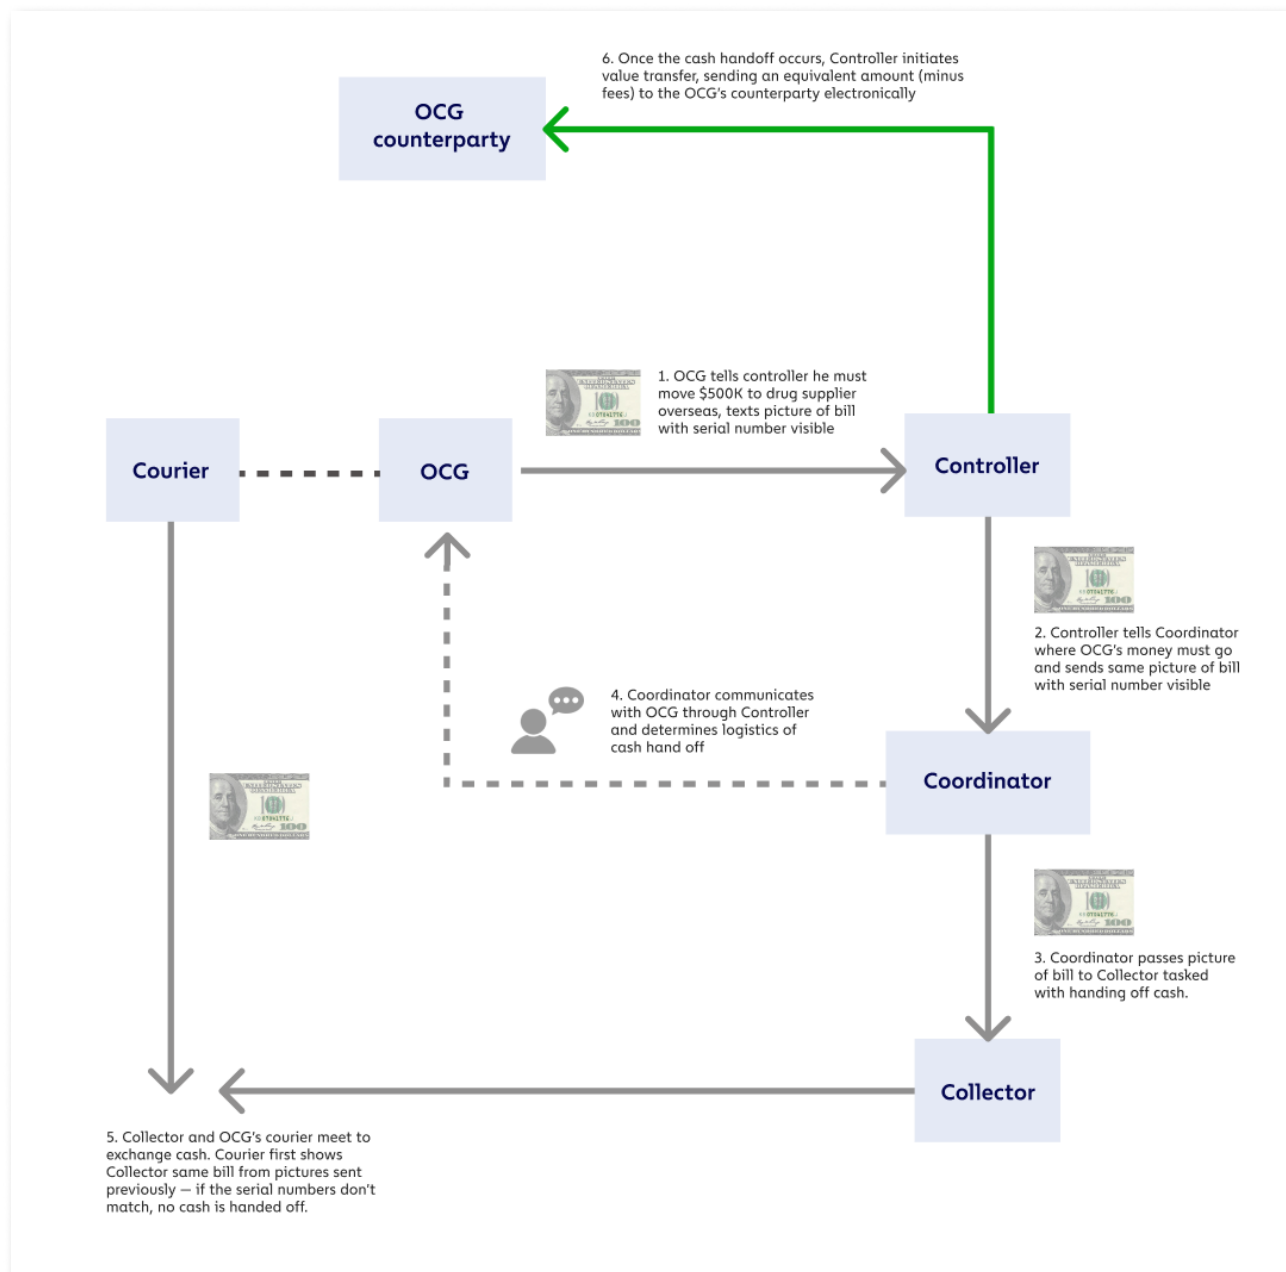 6. Once the cash handoff occurs, Controller initiates
value transfer, sending an equivalent amount (minus
fees) to the OCG's counterparty electronically
OCG
counterparty
1. OCG tells controller he must
move $500K to drug supplier
overseas, texts picture of bill
with serial number visible
Courier
OCG
Controller
2. Controller tells Coordinator
where OCG's money must go
and sends same picture of bill
with serial number visible
4. Coordinator communicates
with OCG through Controller
and determines logistics of
cash hand off
Coordinator
3. Coordinator passes picture
of bill to Collector tasked
with handing off cash.
Collector
5. Collector and OCG's courier meet to
exchange cash. Courier first shows
Collector same bill from pictures sent
previously — if the serial numbers don't
match, no cash is handed off.